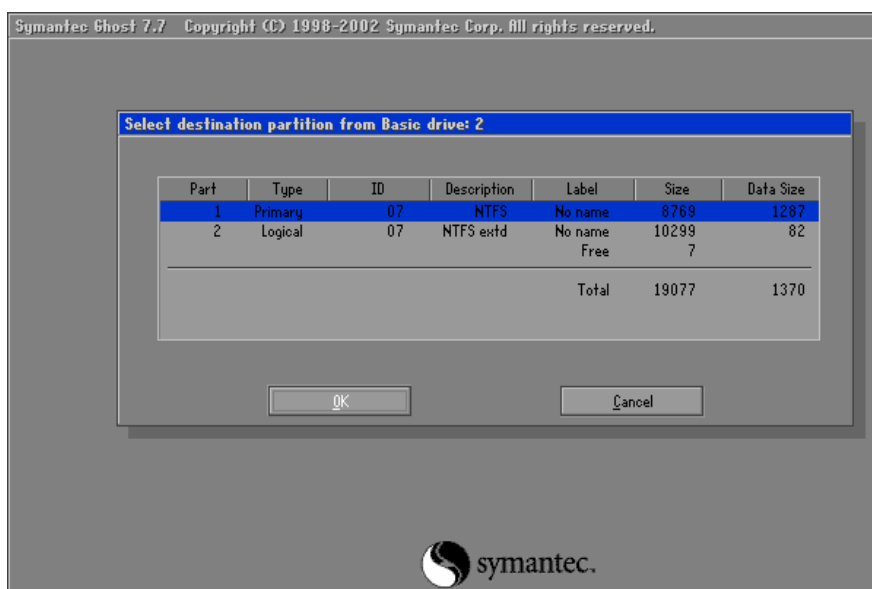 Symantec Ghost 7.7 Copyright (C) 1998-2002 Symantec Corp. All rights reserved.
Select destination partition from Basic drive: 2
Part Type ID Description Label Size Data Size
1 Primary 07 NTFS No name 8769 1287
2 Logical 07 NTFS extd No name 10299 82
Free 7
Total 19077 1370
OK Cancel
symantec.